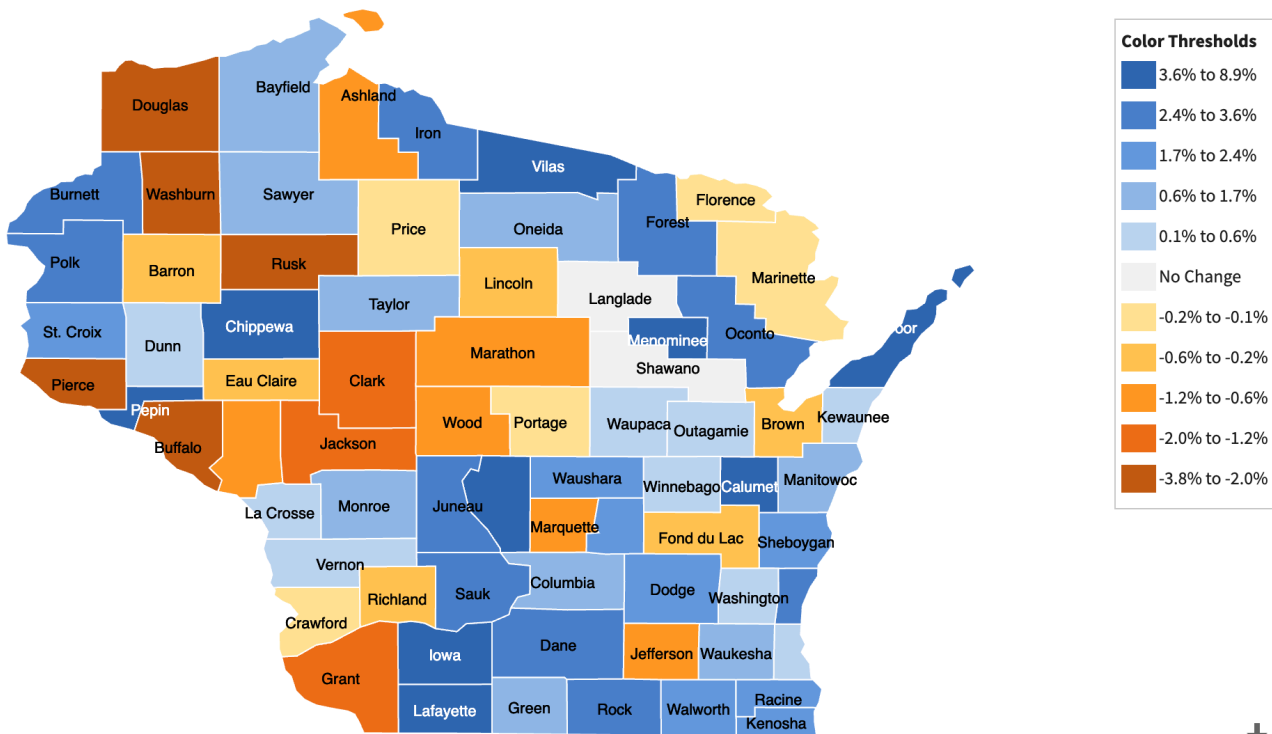 Color Thresholds
3.6% to 8.9%
2.4% to 3.6%
1.7% to 2.4%
0.6% to 1.7%
0.1% to 0.6%
No Change
-0.2% to -0.1%
-0.6% to -0.2%
-1.2% to -0.6%
-2.0% to -1.2%
-3.8% to -2.0%
Bayfield
Ashland
Douglas
Iron
Vilas
Burnett
Washburn
Sawyer
Florence
Price
Oneida
Forest
Polk
Barron
Rusk
Marinette
Lincoln
Langlade
Taylor
St. Croix
Chippewa
Dunn
Menominee
Oconto
oor
Marathon
Shawano
Pierce
Eau Claire
Clark
Pepin
Wood
Portage
Waupaca
Outagamie
Brown
Kewaunee
Buffalo
Jackson
Waushara
Winnebago
Calumet
Manitowoc
La Crosse
Monroe
Juneau
Marquette
Fond du Lac
Sheboygan
Vernon
Columbia
Dodge
Washington
Richland
Sauk
Crawford
Iowa
Dane
Jefferson
Waukesha
Grant
Lafayette
Green
Rock
Walworth
Racine
Kenosha